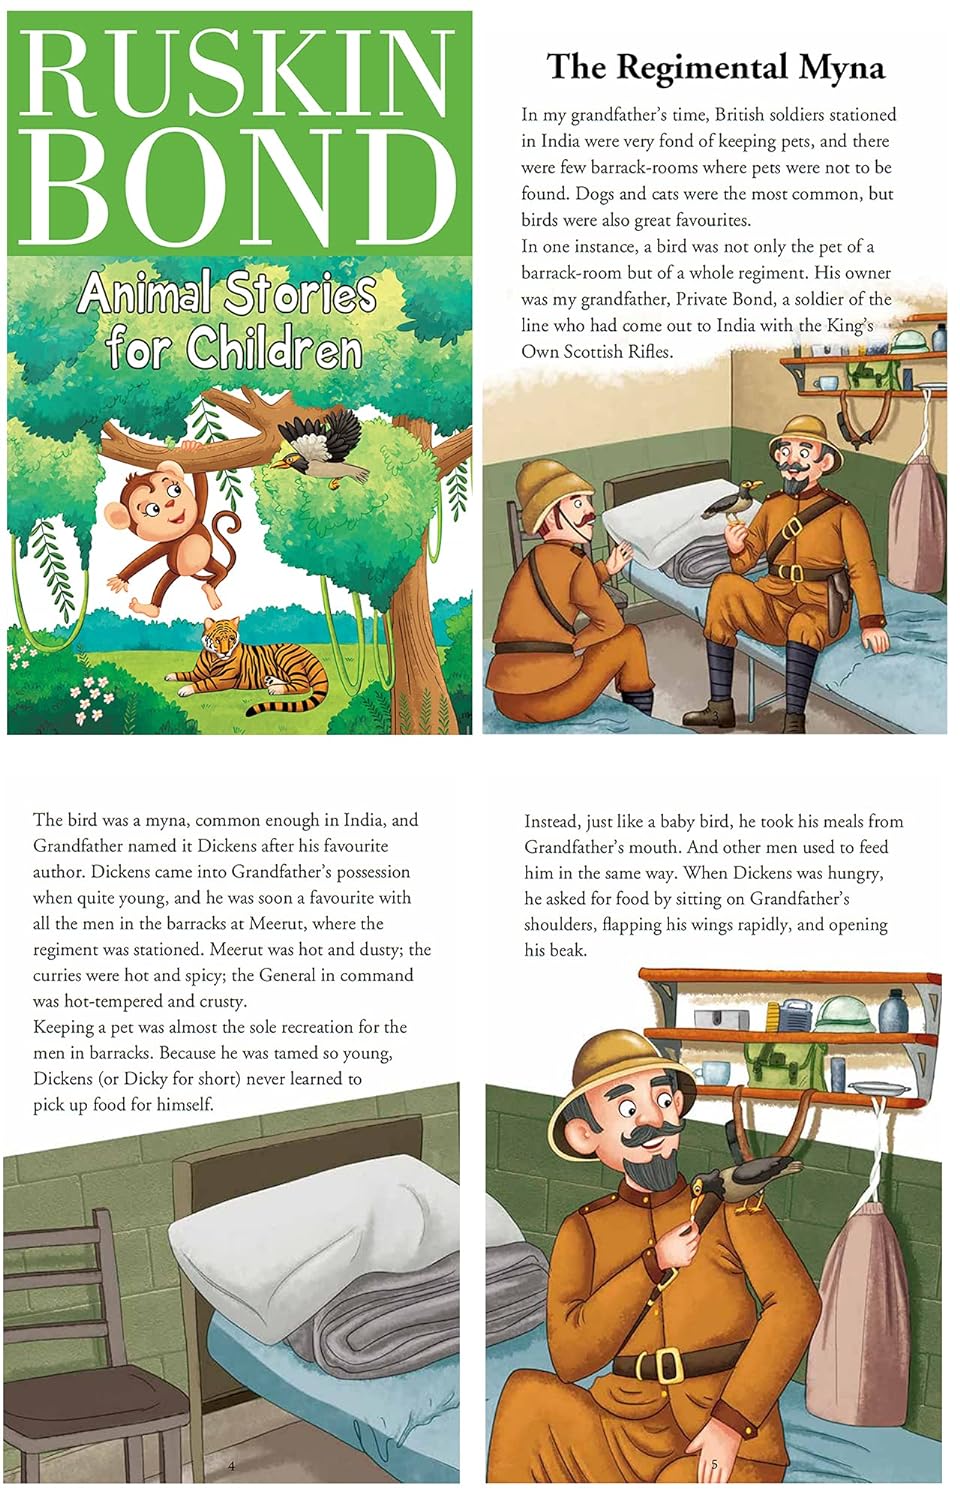 RUSKIN
BOND
Animal Stories
for Children
The Regimental Myna
In my grandfather's time, British soldiers stationed
in India were very fond of keeping pets, and there
were few barrack-rooms where pets were not to be
found. Dogs and cats were the most common, but
birds were also great favourites.
In one instance, a bird was not only the pet of a
barrack-room but of a whole regiment. His owner
was my grandfather, Private Bond, a soldier of the
line who had come out to India with the King's
Own Scottish Rifles.
3
The bird was a myna, common enough in India, and
Grandfather named it Dickens after his favourite
author. Dickens came into Grandfather's possession
when quite young, and he was soon a favourite with
all the men in the barracks at Meerut, where the
regiment was stationed. Meerut was hot and dusty; the
curries were hot and spicy; the General in command
was hot-tempered and crusty.
Keeping a pet was almost the sole recreation for the
men in barracks. Because he was tamed so young,
Dickens (or Dicky for short) never learned to
pick up food for himself.
4
Instead, just like a baby bird, he took his meals from
Grandfather's mouth. And other men used to feed
him in the same way. When Dickens was hungry,
he asked for food by sitting on Grandfather's
shoulders, flapping his wings rapidly, and opening
his beak.
5